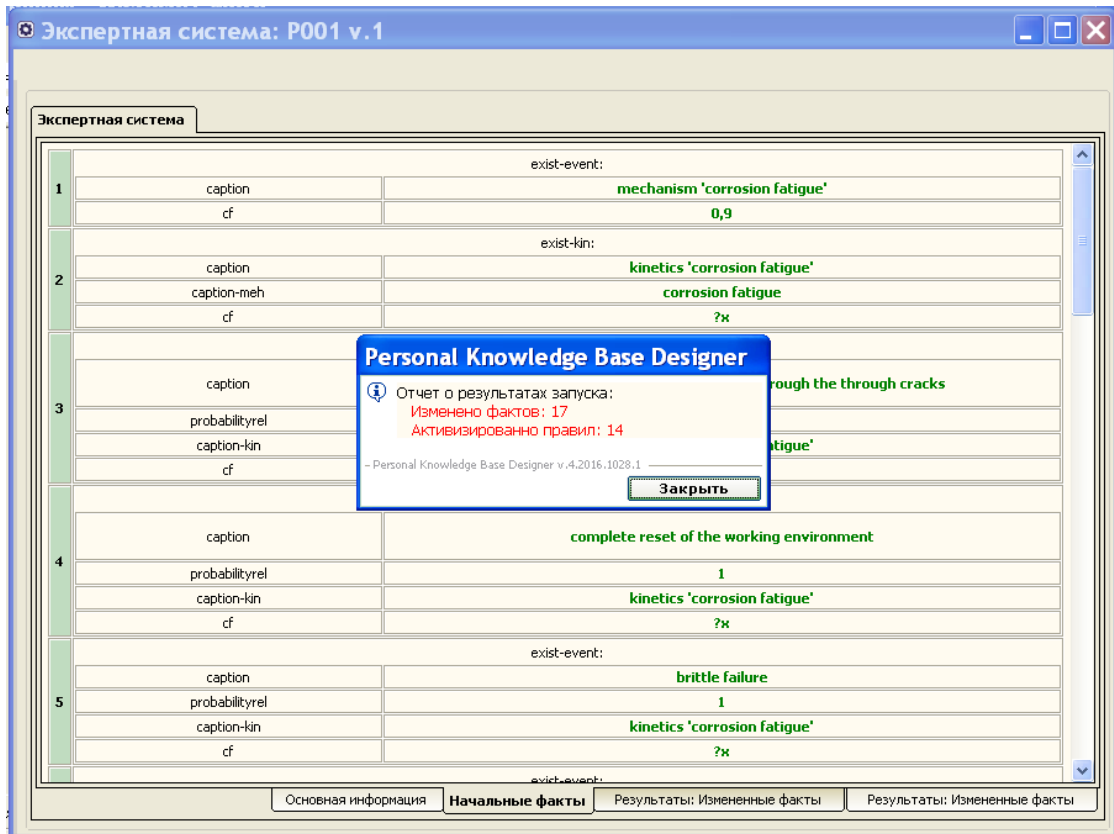 Экспертная система: P001 v.1
Экспертная система
exist-event:
1
caption mechanism 'corrosion fatigue'
cf 0,9
exist-kin:
2
caption kinetics 'corrosion fatigue'
caption-meh corrosion fatigue
cf ?x
3
caption rough the through cracks
probabilityrel
caption-kin atigue'
cf
Personal Knowledge Base Designer
Отчет о результатах запуска:
Изменено фактов: 17
Активизированно правил: 14
Personal Knowledge Base Designer v.4.2016.1028.1
Закрыть
4
caption complete reset of the working environment
probabilityrel 1
caption-kin kinetics 'corrosion fatigue'
cf ?x
exist-event:
5
caption brittle failure
probabilityrel 1
caption-kin kinetics 'corrosion fatigue'
cf ?x
exist-event:
Основная информация Начальные факты Результаты: Измененные факты Результаты: Измененные факты